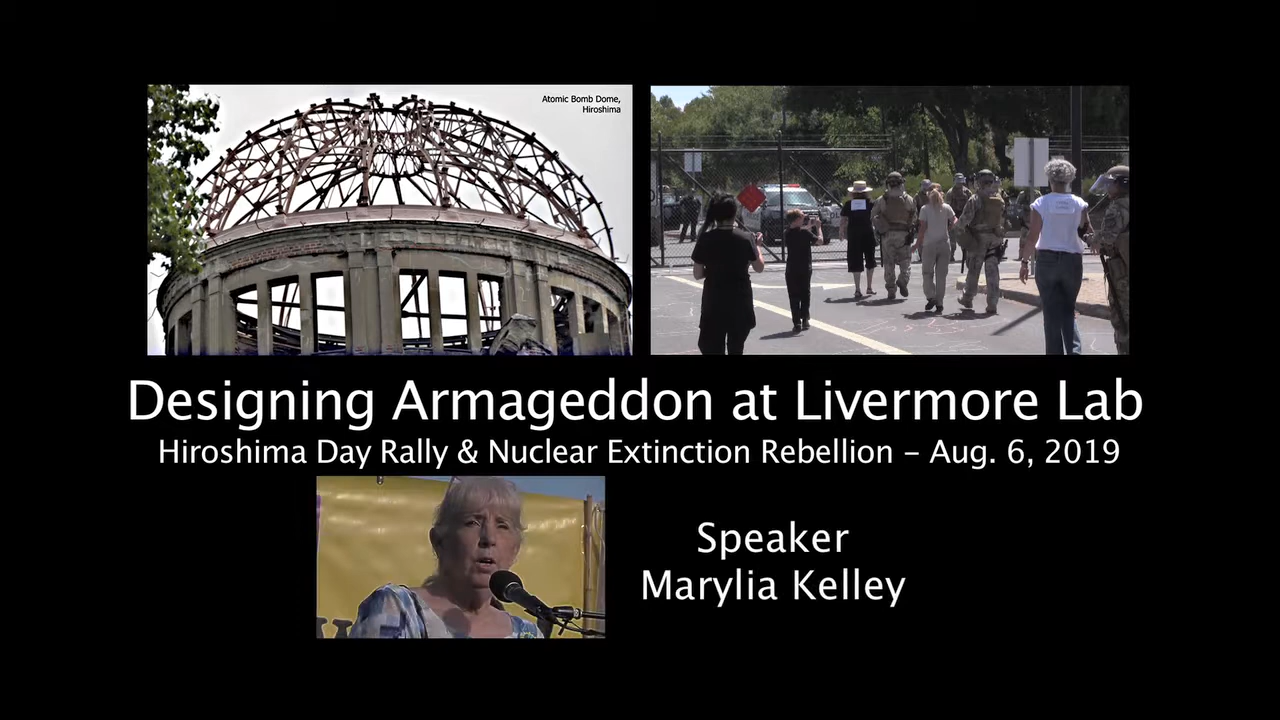 Atomic Bomb Dome,
Hiroshima
Designing Armageddon at Livermore Lab
Hiroshima Day Rally & Nuclear Extinction Rebellion – Aug. 6, 2019
Speaker
Marylia Kelley